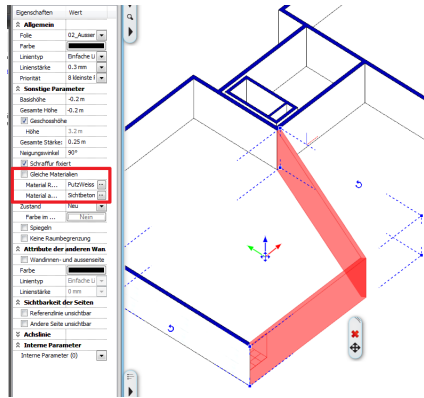 Eigenschaften Wert
Allgemein
Folie 02_Ausser
Farbe
Linientyp Einfache Li
Linienstärke 0.3 mm
Priorität 8 kleinste P
Sonstige Parameter
Basishöhe -0.2 m
Gesamte Höhe -0.2 m
Geschosshöhe
Höhe 3.2 m
Gesamte Stärke: 0.25 m
Neigungswinkel 90°
Schraffur fixiert
Gleiche Materialien
Material R... PutzWeiss ...
Material a... Sichtbeton ...
Zustand Neu
Farbe im ... Nein
Spiegeln
Keine Raumbegrenzung
Attribute der anderen Wan
Wandinnen- und aussenseite
Farbe
Linientyp Einfache Li
Linienstärke 0 mm
Sichtbarkeit der Seiten
Referenzlinie unsichtbar
Andere Seite unsichtbar
Achslinie
Interne Parameter
Interne Parameter (0)